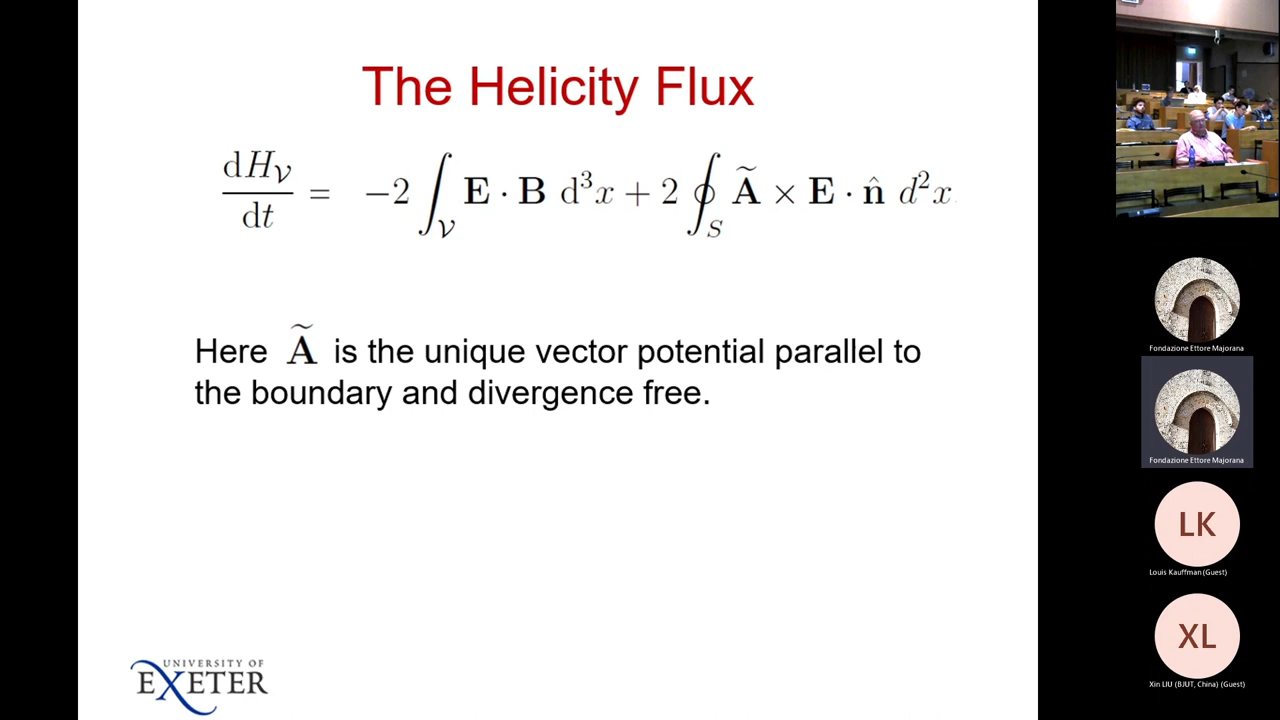 The Helicity Flux
dH𝒱/dt = −2 ∫𝒱 E · B d³x + 2 ∮S Ã × E · n̂ d²x
Here Ã is the unique vector potential parallel to
the boundary and divergence free.
UNIVERSITY OF
EXETER
Fondazione Ettore Majorana
Fondazione Ettore Majorana
LK
Louis Kauffman (Guest)
XL
Xin LIU (BJUT, China) (Guest)